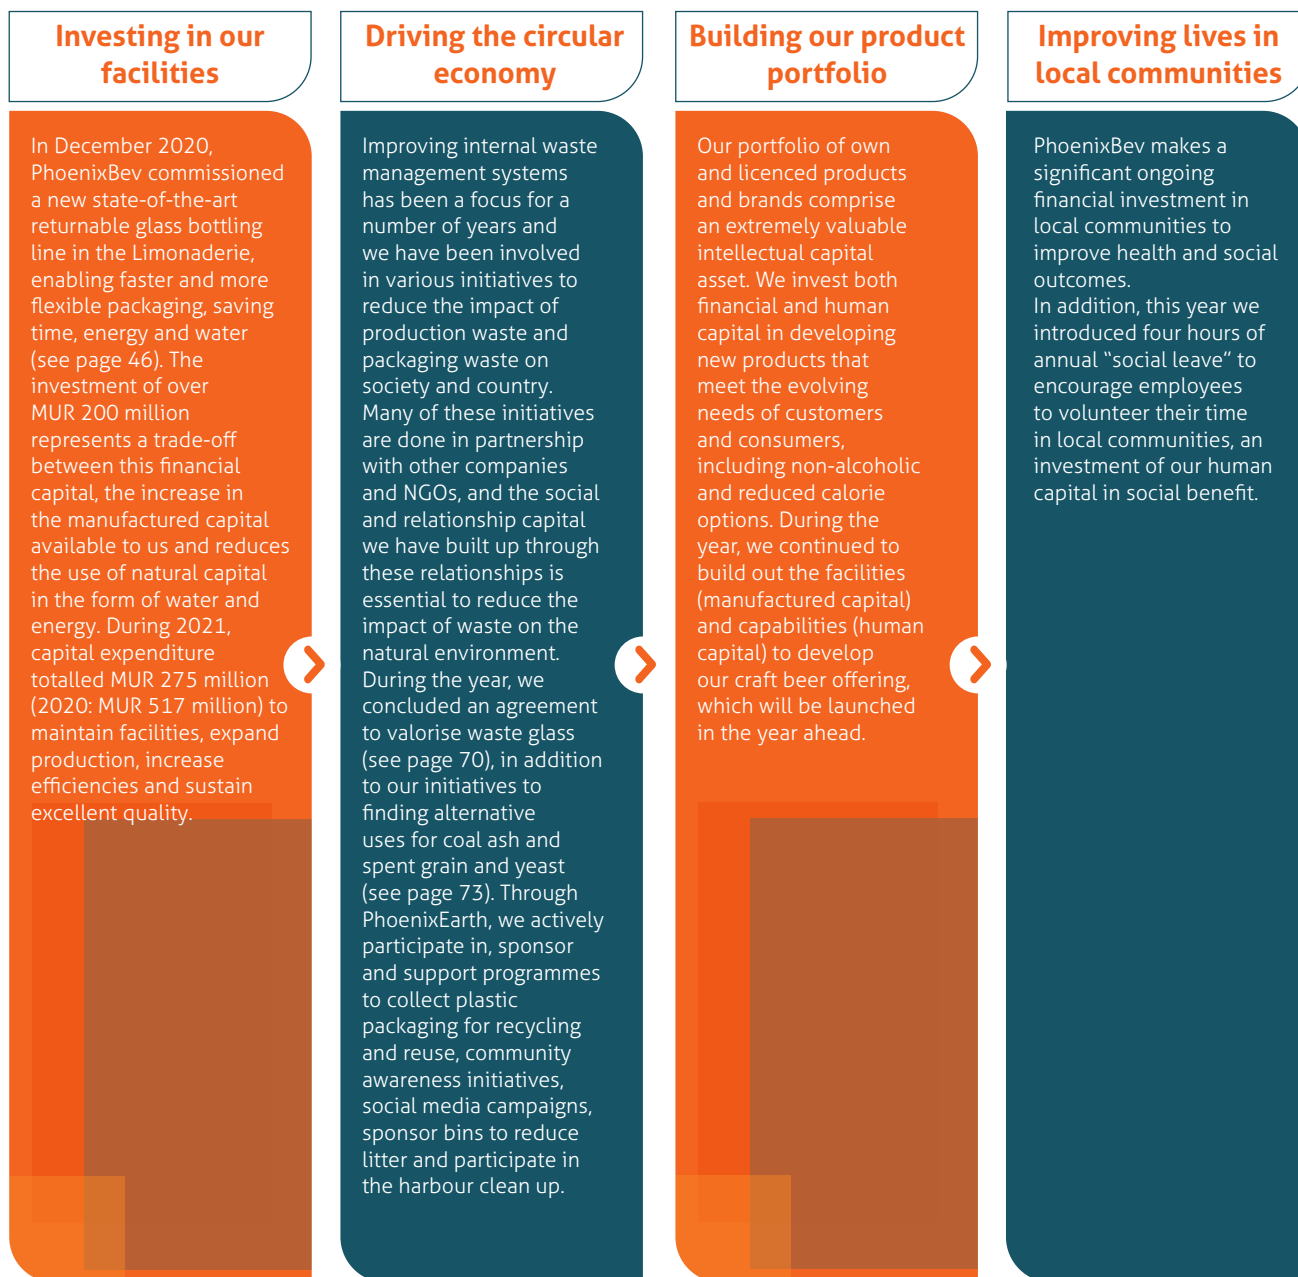 Investing in our
facilities
In December 2020,
PhoenixBev commissioned
a new state-of-the-art
returnable glass bottling
line in the Limonaderie,
enabling faster and more
flexible packaging, saving
time, energy and water
(see page 46). The
investment of over
MUR 200 million
represents a trade-off
between this financial
capital, the increase in
the manufactured capital
available to us and reduces
the use of natural capital
in the form of water and
energy. During 2021,
capital expenditure
totalled MUR 275 million
(2020: MUR 517 million) to
maintain facilities, expand
production, increase
efficiencies and sustain
excellent quality.
Driving the circular
economy
Improving internal waste
management systems
has been a focus for a
number of years and
we have been involved
in various initiatives to
reduce the impact of
production waste and
packaging waste on
society and country.
Many of these initiatives
are done in partnership
with other companies
and NGOs, and the social
and relationship capital
we have built up through
these relationships is
essential to reduce the
impact of waste on the
natural environment.
During the year, we
concluded an agreement
to valorise waste glass
(see page 70), in addition
to our initiatives to
finding alternative
uses for coal ash and
spent grain and yeast
(see page 73). Through
PhoenixEarth, we actively
participate in, sponsor
and support programmes
to collect plastic
packaging for recycling
and reuse, community
awareness initiatives,
social media campaigns,
sponsor bins to reduce
litter and participate in
the harbour clean up.
Building our product
portfolio
Our portfolio of own
and licenced products
and brands comprise
an extremely valuable
intellectual capital
asset. We invest both
financial and human
capital in developing
new products that
meet the evolving
needs of customers
and consumers,
including non-alcoholic
and reduced calorie
options. During the
year, we continued to
build out the facilities
(manufactured capital)
and capabilities (human
capital) to develop
our craft beer offering,
which will be launched
in the year ahead.
Improving lives in
local communities
PhoenixBev makes a
significant ongoing
financial investment in
local communities to
improve health and social
outcomes.
In addition, this year we
introduced four hours of
annual “social leave” to
encourage employees
to volunteer their time
in local communities, an
investment of our human
capital in social benefit.